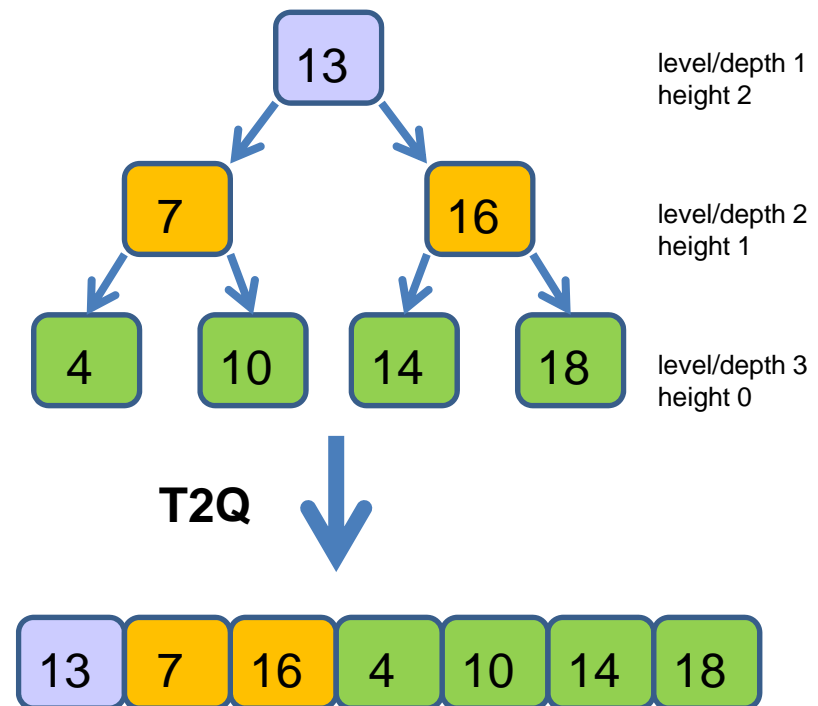 13
level/depth 1
height 2
7
16
level/depth 2
height 1
4
10
14
18
level/depth 3
height 0
T2Q
13 7 16 4 10 14 18